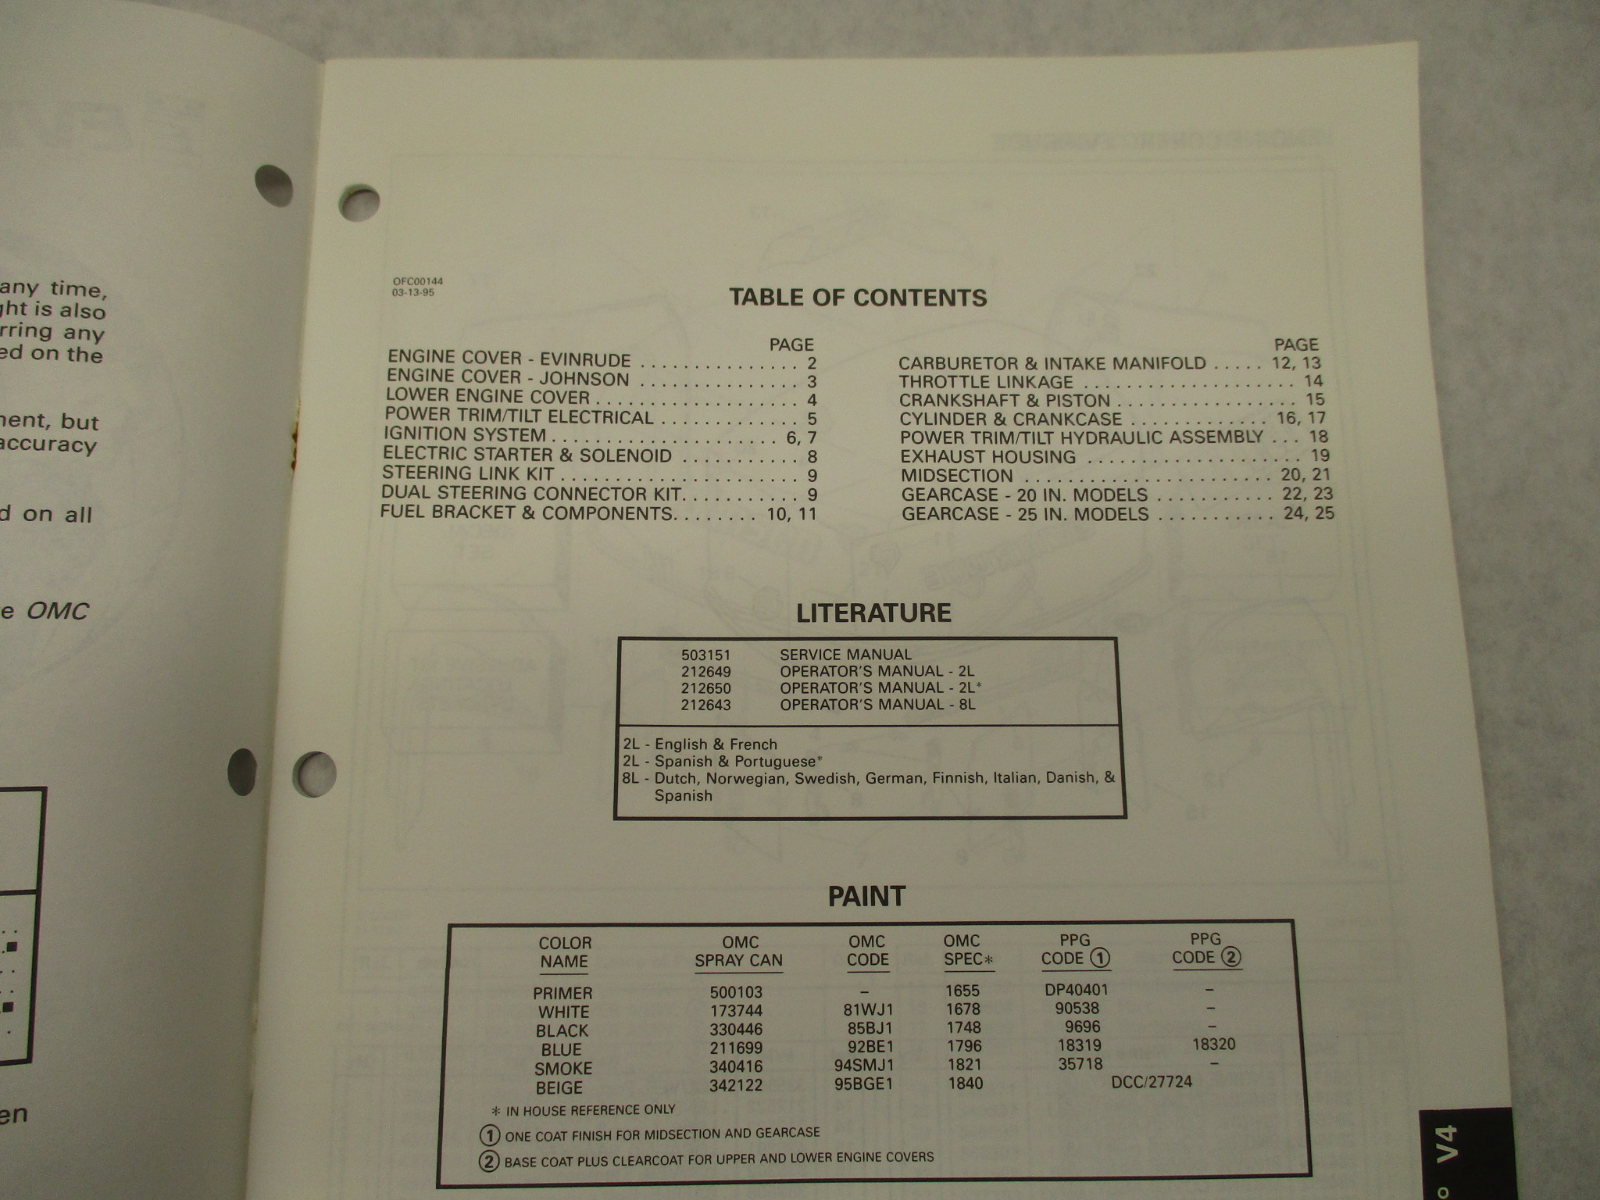 any time,
ght is also
rring any
ed on the
nent, but
accuracy
d on all
e OMC
en
OFC00144
03-13-95
TABLE OF CONTENTS
PAGE
ENGINE COVER - EVINRUDE . . . . . . . . . . . . . . . 2
ENGINE COVER - JOHNSON . . . . . . . . . . . . . . . 3
LOWER ENGINE COVER . . . . . . . . . . . . . . . . . . . 4
POWER TRIM/TILT ELECTRICAL . . . . . . . . . . . . . 5
IGNITION SYSTEM . . . . . . . . . . . . . . . . . . . . . 6, 7
ELECTRIC STARTER & SOLENOID . . . . . . . . . . . 8
STEERING LINK KIT . . . . . . . . . . . . . . . . . . . . . . . 9
DUAL STEERING CONNECTOR KIT. . . . . . . . . . . 9
FUEL BRACKET & COMPONENTS. . . . . . . . 10, 11
PAGE
CARBURETOR & INTAKE MANIFOLD . . . . . 12, 13
THROTTLE LINKAGE . . . . . . . . . . . . . . . . . . . . 14
CRANKSHAFT & PISTON . . . . . . . . . . . . . . . . . 15
CYLINDER & CRANKCASE . . . . . . . . . . . . . 16, 17
POWER TRIM/TILT HYDRAULIC ASSEMBLY . . . 18
EXHAUST HOUSING . . . . . . . . . . . . . . . . . . . . 19
MIDSECTION . . . . . . . . . . . . . . . . . . . . . . . . 20, 21
GEARCASE - 20 IN. MODELS . . . . . . . . . . . 22, 23
GEARCASE - 25 IN. MODELS . . . . . . . . . . . 24, 25
LITERATURE
503151 SERVICE MANUAL
212649 OPERATOR'S MANUAL - 2L
212650 OPERATOR'S MANUAL - 2L*
212643 OPERATOR'S MANUAL - 8L
2L - English & French
2L - Spanish & Portuguese*
8L - Dutch, Norwegian, Swedish, German, Finnish, Italian, Danish, &
Spanish
PAINT
COLOR OMC OMC OMC PPG PPG
NAME SPRAY CAN CODE SPEC* CODE ① CODE ②
PRIMER 500103 – 1655 DP40401 –
WHITE 173744 81WJ1 1678 90538 –
BLACK 330446 85BJ1 1748 9696 –
BLUE 211699 92BE1 1796 18319 18320
SMOKE 340416 94SMJ1 1821 35718 –
BEIGE 342122 95BGE1 1840 DCC/27724
* IN HOUSE REFERENCE ONLY
① ONE COAT FINISH FOR MIDSECTION AND GEARCASE
② BASE COAT PLUS CLEARCOAT FOR UPPER AND LOWER ENGINE COVERS
V4